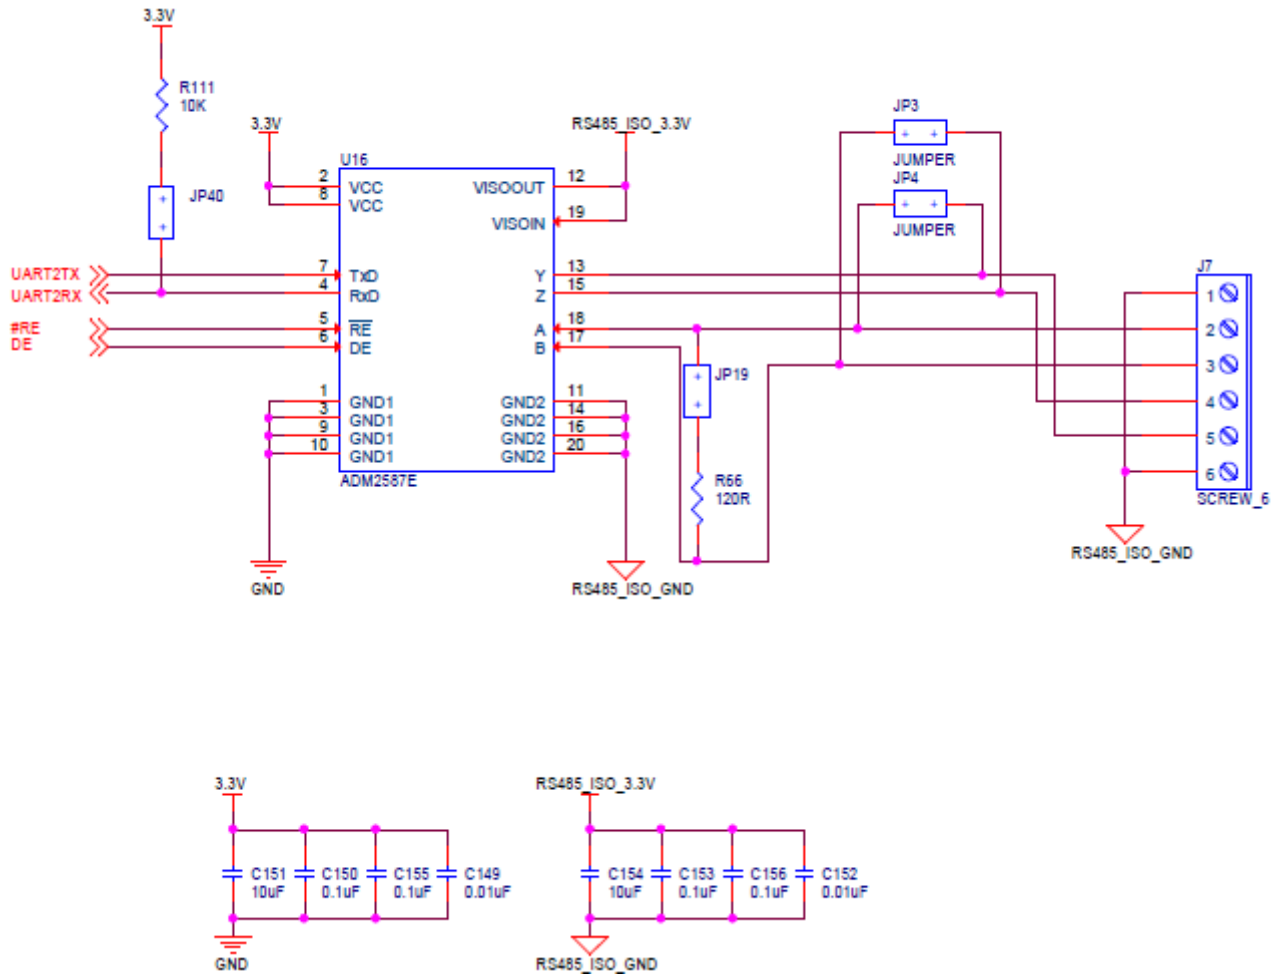 3.3V
R111
10K
JP40
3.3V
RS485_ISO_3.3V
U16
2
8
VCC
VCC
VISOOUT
12
VISOIN
19
UART2TX
7
TxD
Y
13
UART2RX
4
RxD
Z
15
#RE
5
RE
A
18
DE
6
DE
B
17
1
GND1
GND2
11
3
GND1
GND2
14
9
GND1
GND2
16
10
GND1
GND2
20
ADM2587E
GND
RS485_ISO_GND
JP3
JUMPER
JP4
JUMPER
JP19
R66
120R
J7
1
2
3
4
5
6
SCREW_6
RS485_ISO_GND
3.3V
C151
10uF
C150
0.1uF
C155
0.1uF
C149
0.01uF
GND
RS485_ISO_3.3V
C154
10uF
C153
0.1uF
C156
0.1uF
C152
0.01uF
RS485_ISO_GND